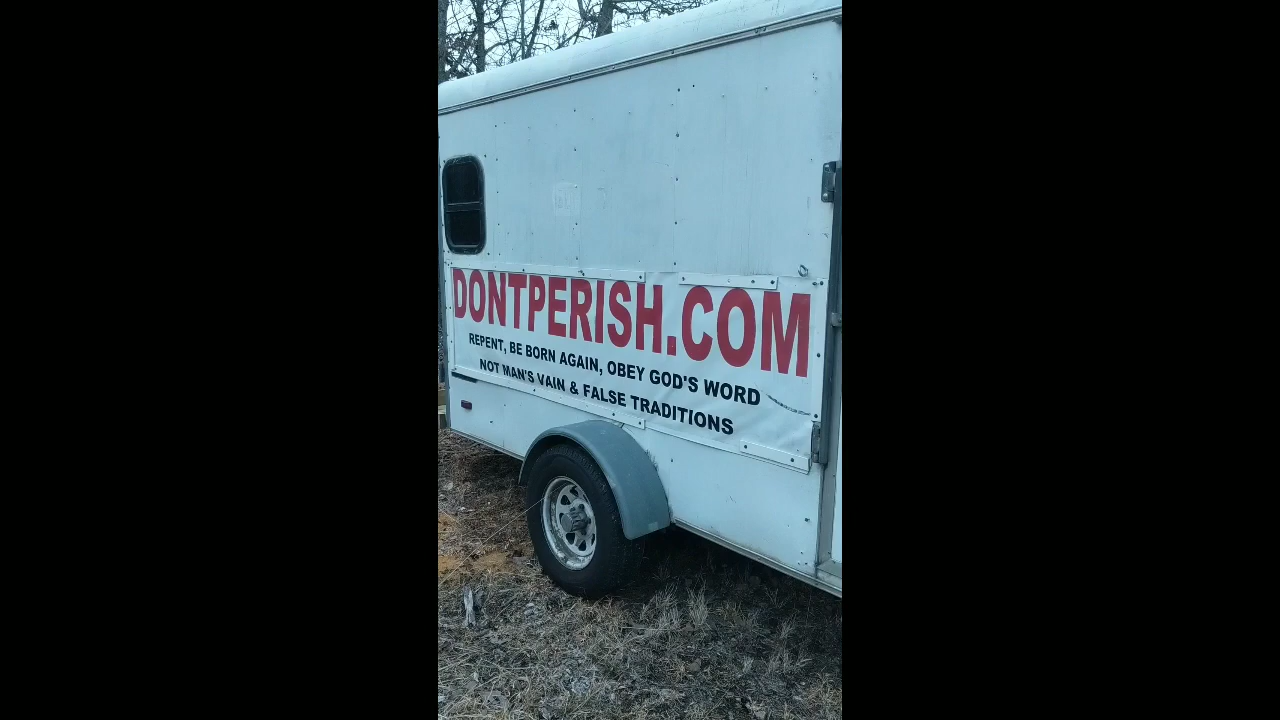 DONTPERISH.COM
REPENT, BE BORN AGAIN, OBEY GOD'S WORD
NOT MAN'S VAIN & FALSE TRADITIONS